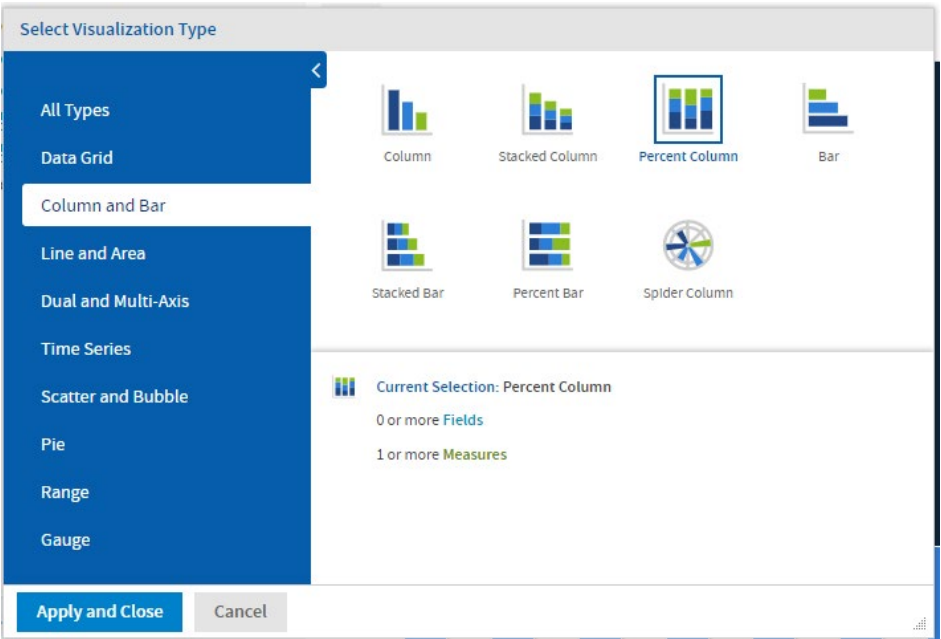 Select Visualization Type
All Types
Data Grid
Column and Bar
Line and Area
Dual and Multi-Axis
Time Series
Scatter and Bubble
Pie
Range
Gauge
Column
Stacked Column
Percent Column
Bar
Stacked Bar
Percent Bar
Spider Column
Current Selection: Percent Column
0 or more Fields
1 or more Measures
Apply and Close
Cancel